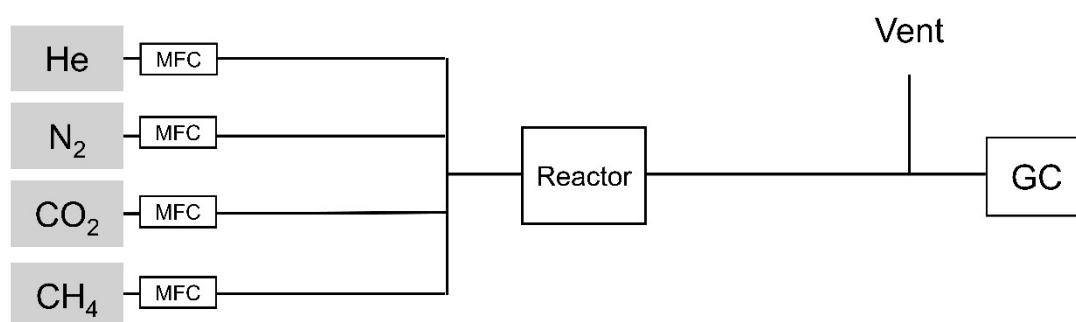 Vent
He
MFC
N₂
MFC
Reactor
GC
CO₂
MFC
CH₄
MFC